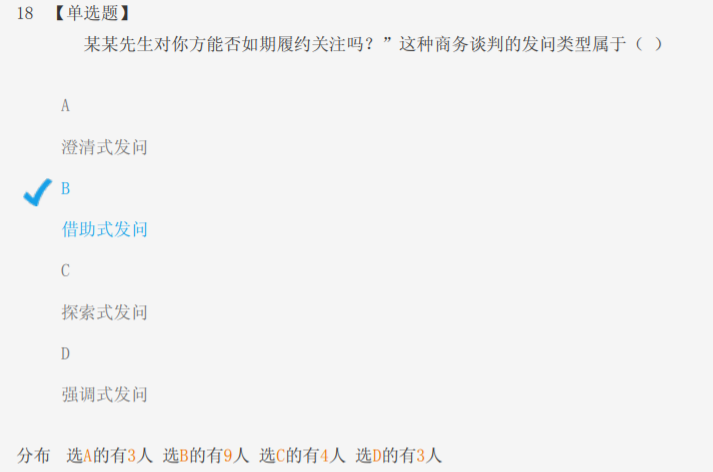 18 【单选题】
某某先生对你方能否如期履约关注吗？”这种商务谈判的发问类型属于（ ）
A
澄清式发问
B
借助式发问
C
探索式发问
D
强调式发问
分布 选A的有3人 选B的有9人 选C的有4人 选D的有3人